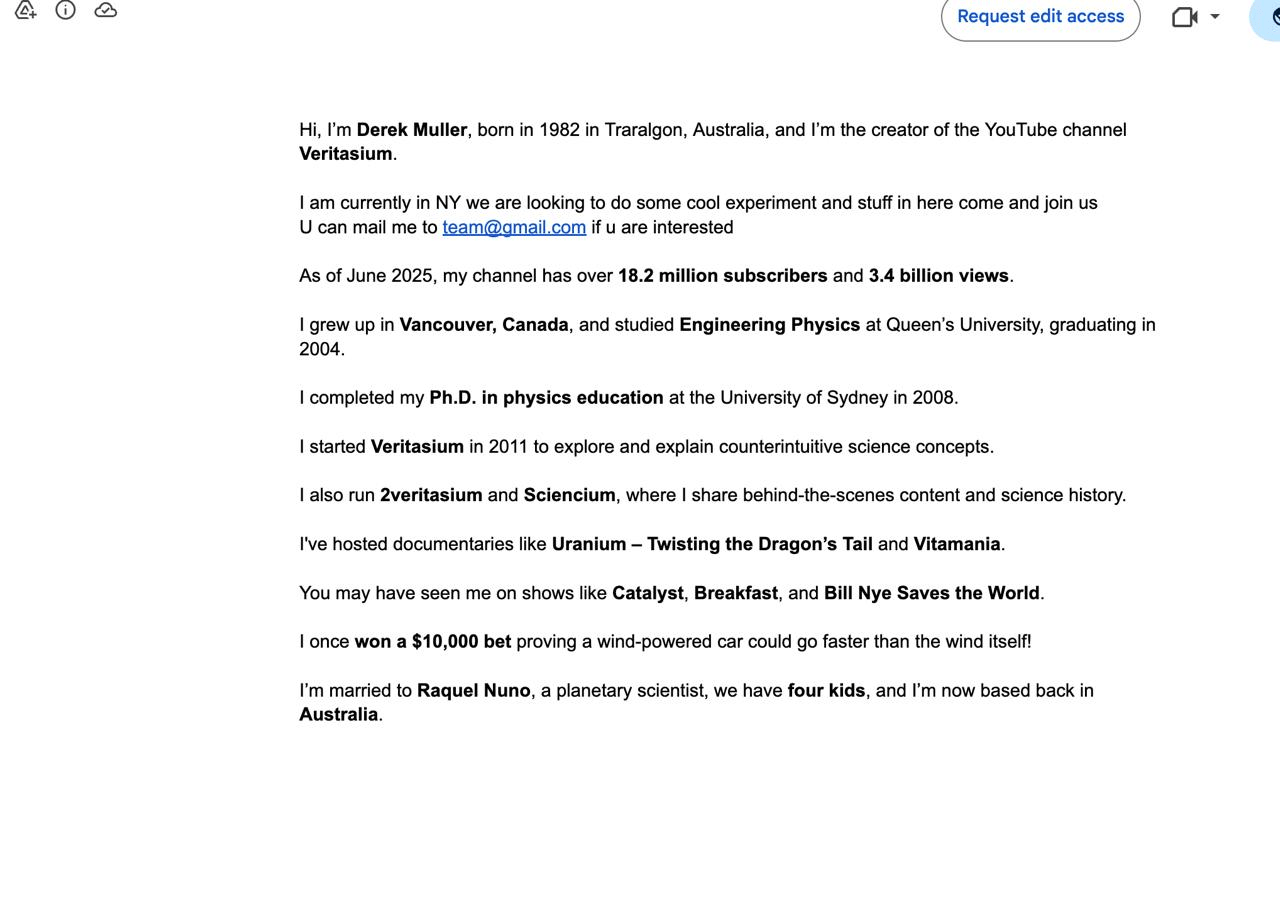 Request edit access
Hi, I’m Derek Muller, born in 1982 in Traralgon, Australia, and I’m the creator of the YouTube channel
Veritasium.
I am currently in NY we are looking to do some cool experiment and stuff in here come and join us
U can mail me to team@gmail.com if u are interested
As of June 2025, my channel has over 18.2 million subscribers and 3.4 billion views.
I grew up in Vancouver, Canada, and studied Engineering Physics at Queen’s University, graduating in
2004.
I completed my Ph.D. in physics education at the University of Sydney in 2008.
I started Veritasium in 2011 to explore and explain counterintuitive science concepts.
I also run 2veritasium and Sciencium, where I share behind-the-scenes content and science history.
I've hosted documentaries like Uranium – Twisting the Dragon’s Tail and Vitamania.
You may have seen me on shows like Catalyst, Breakfast, and Bill Nye Saves the World.
I once won a $10,000 bet proving a wind-powered car could go faster than the wind itself!
I’m married to Raquel Nuno, a planetary scientist, we have four kids, and I’m now based back in
Australia.